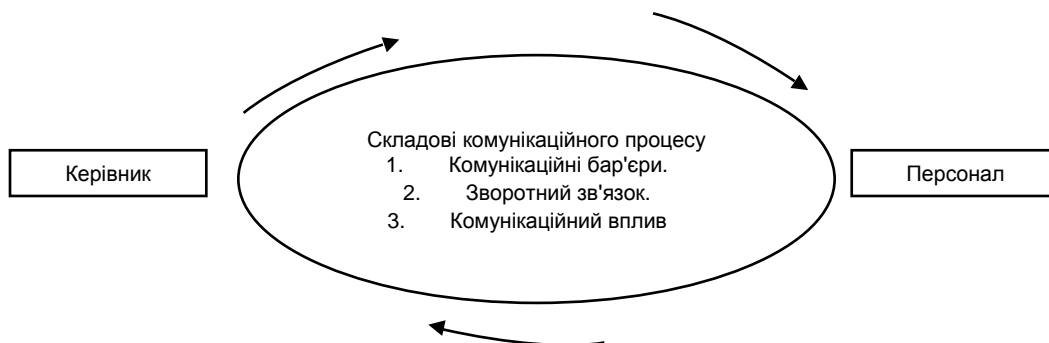 Складові комунікаційного процесу
1. Комунікаційні бар'єри.
Керівник
2. Зворотний зв'язок.
Персонал
3. Комунікаційний вплив